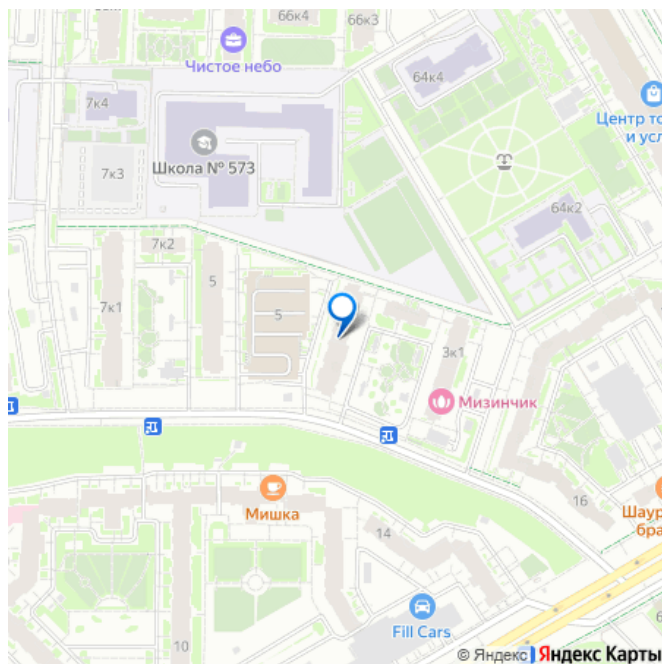 66к4
66к3
Чистое небо
64к4
7к4
Центр то
и усл
Школа № 573
7к3
64к2
7к2
5
7к1
5
3к1
Мизинчик
16
Мишка
Шаур
бра
14
Fill Cars
10
© Яндекс Яндекс Карты